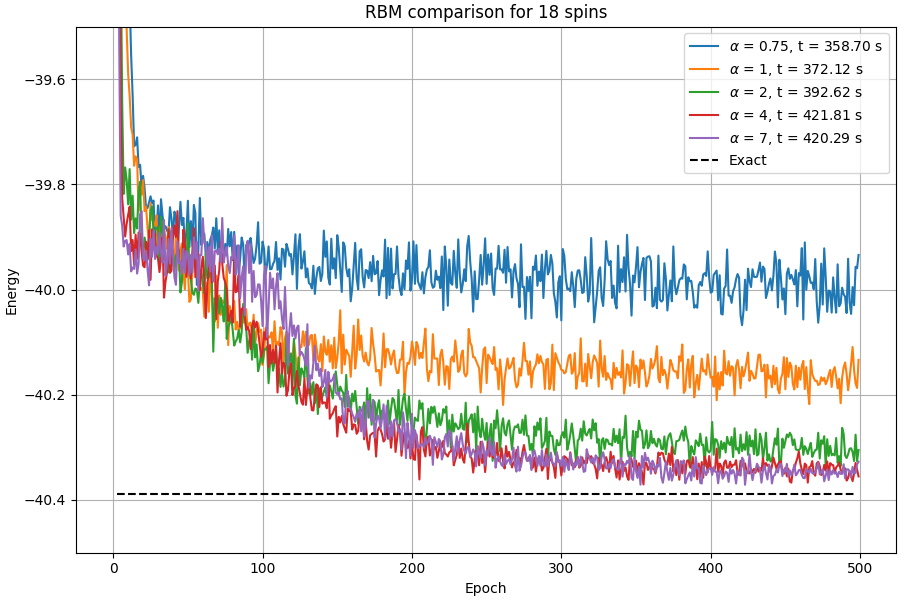 RBM comparison for 18 spins
α = 0.75, t = 358.70 s
α = 1, t = 372.12 s
α = 2, t = 392.62 s
α = 4, t = 421.81 s
α = 7, t = 420.29 s
Exact
−39.6
−39.8
−40.0
−40.2
−40.4
Energy
0 100 200 300 400 500
Epoch